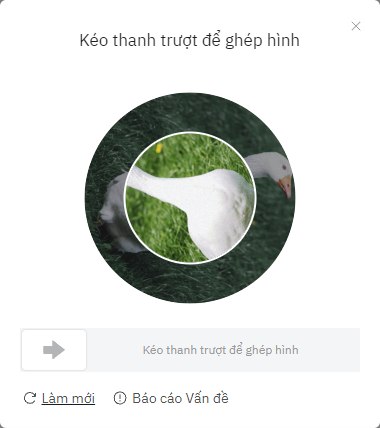 Kéo thanh trượt để ghép hình
Kéo thanh trượt để ghép hình
Làm mới
Báo cáo Vấn đề